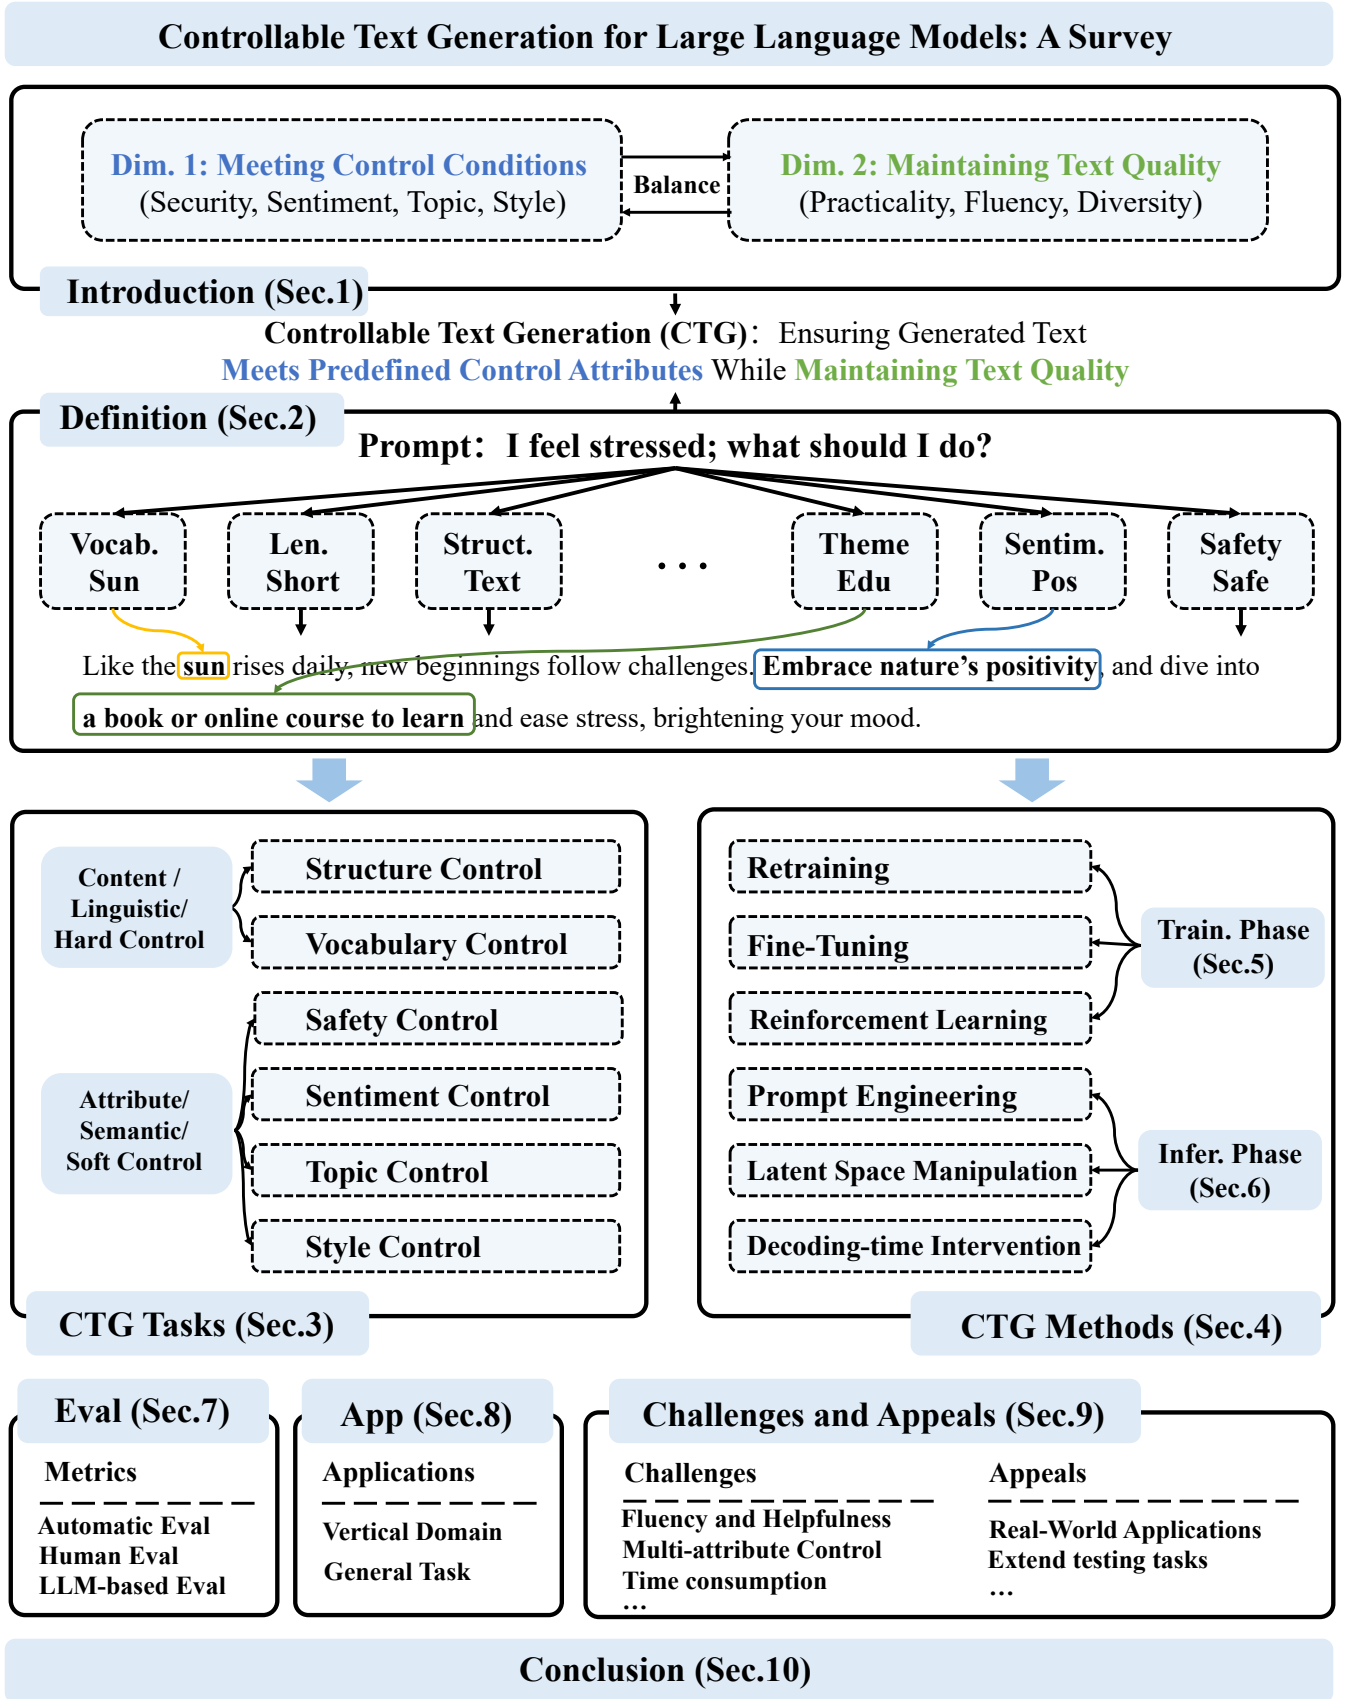 Controllable Text Generation for Large Language Models: A Survey
Dim. 1: Meeting Control Conditions
(Security, Sentiment, Topic, Style)
Balance
Dim. 2: Maintaining Text Quality
(Practicality, Fluency, Diversity)
Introduction (Sec.1)
Controllable Text Generation (CTG): Ensuring Generated Text
Meets Predefined Control Attributes While Maintaining Text Quality
Definition (Sec.2)
Prompt: I feel stressed; what should I do?
Vocab.
Sun
Len.
Short
Struct.
Text
...
Theme
Edu
Sentim.
Pos
Safety
Safe
Like the sun rises daily, new beginnings follow challenges. Embrace nature's positivity, and dive into
a book or online course to learn and ease stress, brightening your mood.
Content /
Linguistic/
Hard Control
Structure Control
Vocabulary Control
Attribute/
Semantic/
Soft Control
Safety Control
Sentiment Control
Topic Control
Style Control
CTG Tasks (Sec.3)
Retraining
Fine-Tuning
Reinforcement Learning
Train. Phase
(Sec.5)
Prompt Engineering
Latent Space Manipulation
Decoding-time Intervention
Infer. Phase
(Sec.6)
CTG Methods (Sec.4)
Eval (Sec.7)
Metrics
Automatic Eval
Human Eval
LLM-based Eval
App (Sec.8)
Applications
Vertical Domain
General Task
Challenges and Appeals (Sec.9)
Challenges
Fluency and Helpfulness
Multi-attribute Control
Time consumption
...
Appeals
Real-World Applications
Extend testing tasks
...
Conclusion (Sec.10)